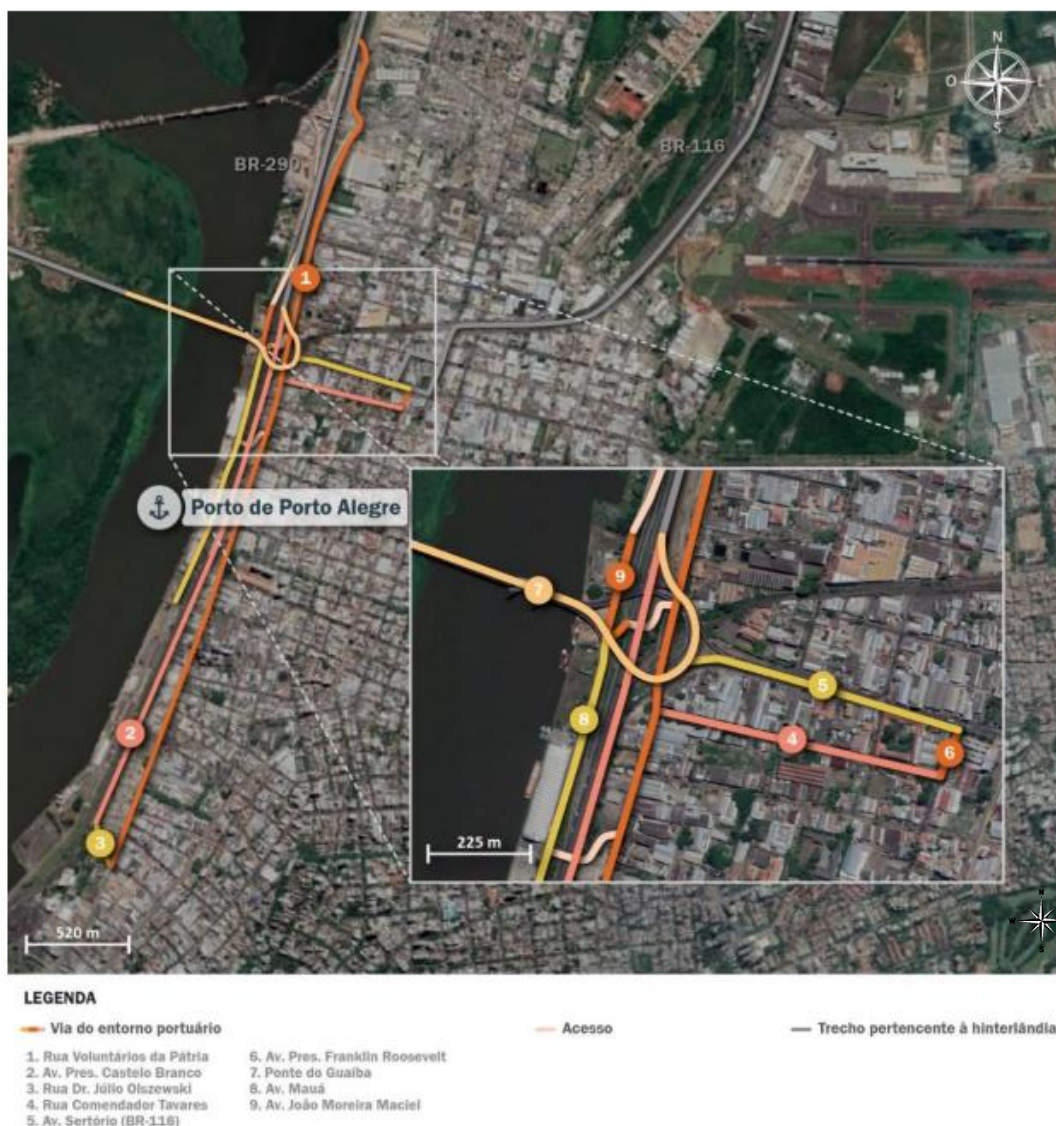 N
O
L
S
BR-290
BR-116
1
Porto de Porto Alegre
9
7
5
8
4
6
2
225 m
3
N
W
S
520 m
LEGENDA
Via do entorno portuário
Acesso
Trecho pertencente à hinterlândia
1. Rua Voluntários da Pátria
2. Av. Pres. Castelo Branco
3. Rua Dr. Júlio Olszewski
4. Rua Comendador Tavares
5. Av. Sertório (BR-116)
6. Av. Pres. Franklin Roosevelt
7. Ponte do Guaíba
8. Av. Mauá
9. Av. João Moreira Maciel